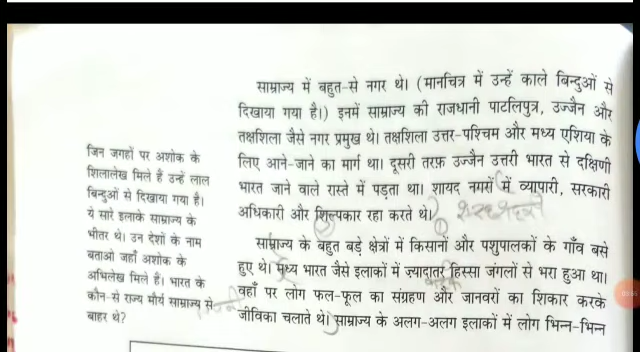 साम्राज्य में बहुत-से नगर थे। (मानचित्र में उन्हें काले बिन्दुओं से
दिखाया गया है।) इनमें साम्राज्य की राजधानी पाटलिपुत्र, उज्जैन और
तक्षशिला जैसे नगर प्रमुख थे। तक्षशिला उत्तर-पश्चिम और मध्य एशिया के
लिए आने-जाने का मार्ग था। दूसरी तरफ़ उज्जैन उत्तरी भारत से दक्षिणी
भारत जाने वाले रास्ते में पड़ता था। शायद नगरों में व्यापारी, सरकारी
अधिकारी और शिल्पकार रहा करते थे।
साम्राज्य के बहुत बड़े क्षेत्रों में किसानों और पशुपालकों के गाँव बसे
हुए थे। मध्य भारत जैसे इलाकों में ज्यादातर हिस्सा जंगलों से भरा हुआ था।
वहाँ पर लोग फल-फूल का संग्रहण और जानवरों का शिकार करके
जीविका चलाते थे। साम्राज्य के अलग-अलग इलाकों में लोग भिन्न-भिन्न
जिन जगहों पर अशोक के
शिलालेख मिले हैं उन्हें लाल
बिन्दुओं से दिखाया गया है।
ये सारे इलाके साम्राज्य के
भीतर थे। उन देशों के नाम
बताओ जहाँ अशोक के
अभिलेख मिले हैं। भारत के
कौन-से राज्य मौर्य साम्राज्य से
बाहर थे?